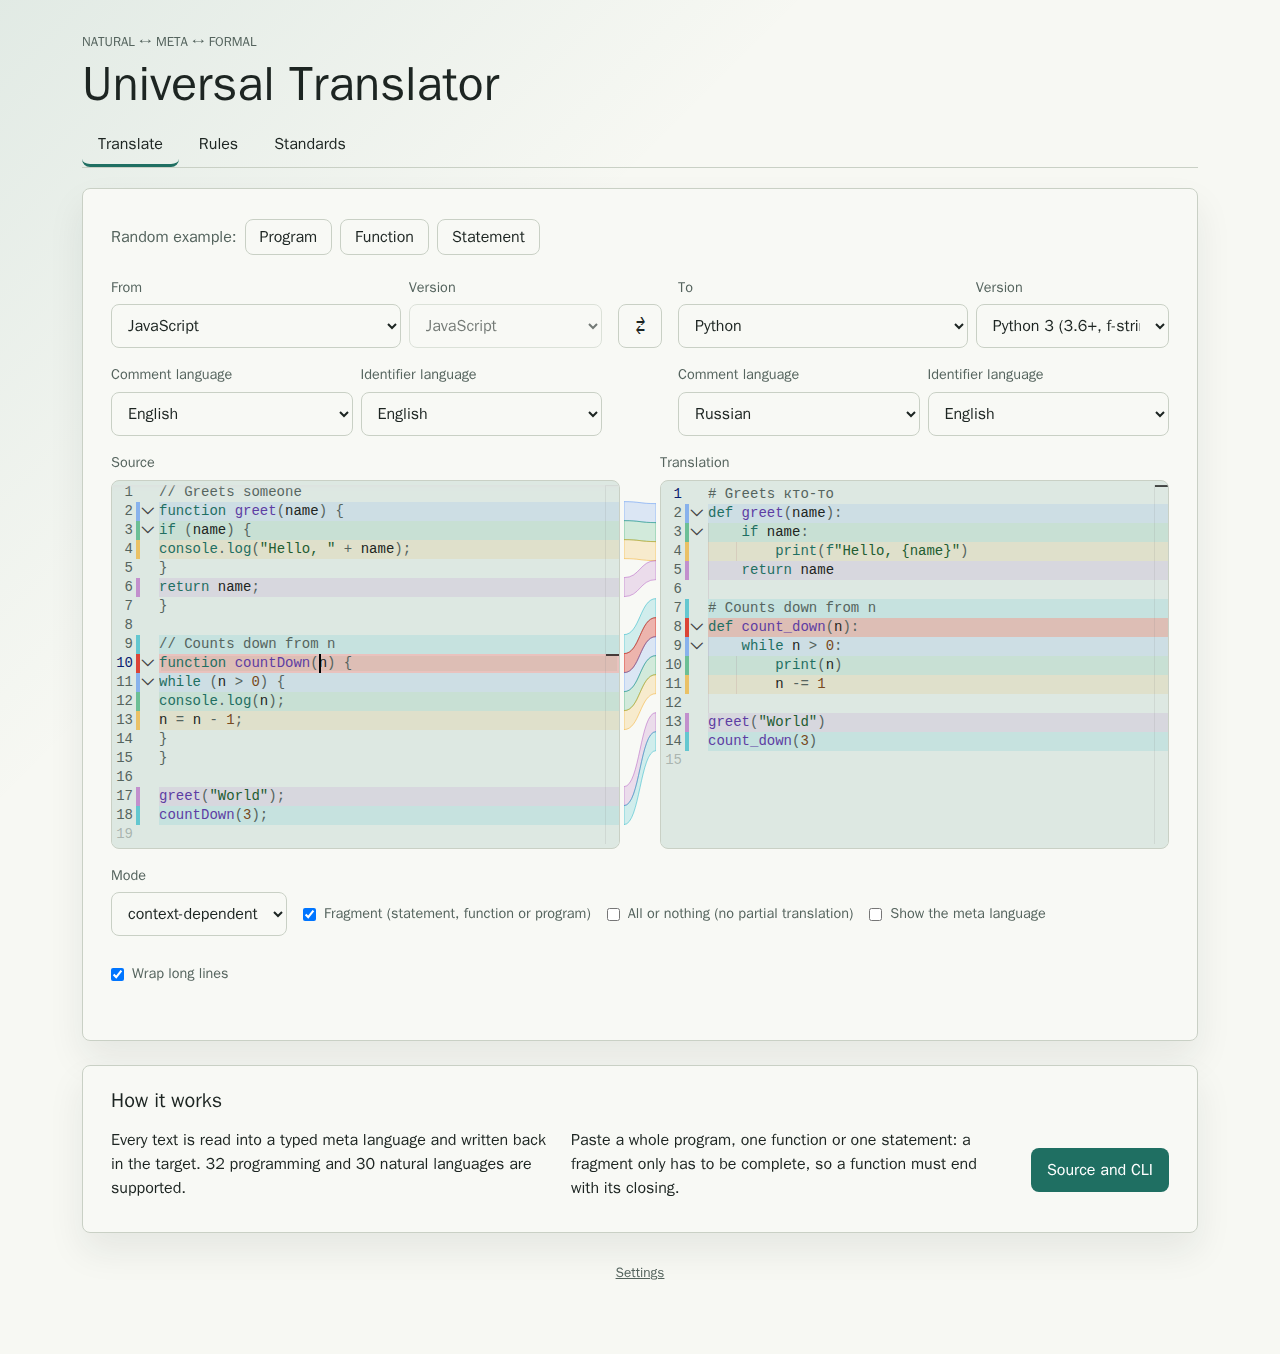 NATURAL ↔ META ↔ FORMAL
Universal Translator
Translate Rules Standards
Random example: Program Function Statement
From Version To Version
JavaScript JavaScript ⇄ Python Python 3 (3.6+, f-stri
Comment language Identifier language Comment language Identifier language
English English Russian English
Source
1 // Greets someone
2 function greet(name) {
3 if (name) {
4 console.log("Hello, " + name);
5 }
6 return name;
7 }
8
9 // Counts down from n
10 function countDown(n) {
11 while (n > 0) {
12 console.log(n);
13 n = n - 1;
14 }
15 }
16
17 greet("World");
18 countDown(3);
19
Translation
1 # Greets кто-то
2 def greet(name):
3 if name:
4 print(f"Hello, {name}")
5 return name
6
7 # Counts down from n
8 def count_down(n):
9 while n > 0:
10 print(n)
11 n -= 1
12
13 greet("World")
14 count_down(3)
15
Mode
context-dependent Fragment (statement, function or program) All or nothing (no partial translation) Show the meta language
Wrap long lines
How it works
Every text is read into a typed meta language and written back
in the target. 32 programming and 30 natural languages are
supported.
Paste a whole program, one function or one statement: a
fragment only has to be complete, so a function must end
with its closing.
Source and CLI
Settings